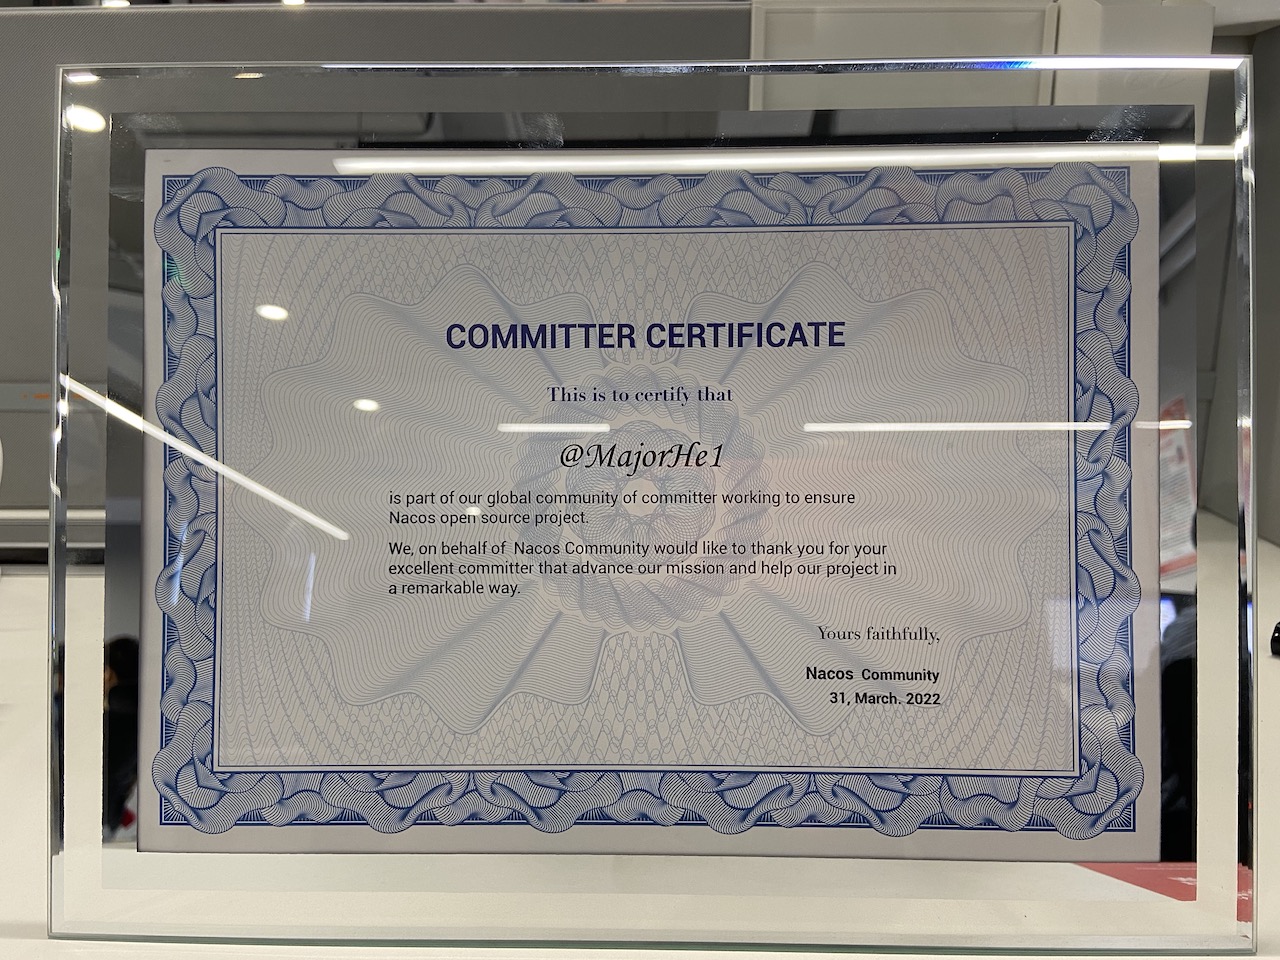 COMMITTER CERTIFICATE
This is to certify that
@MajorHe1
is part of our global community of committer working to ensure
Nacos open source project.
We, on behalf of Nacos Community would like to thank you for your
excellent committer that advance our mission and help our project in
a remarkable way.
Yours faithfully,
Nacos Community
31, March. 2022